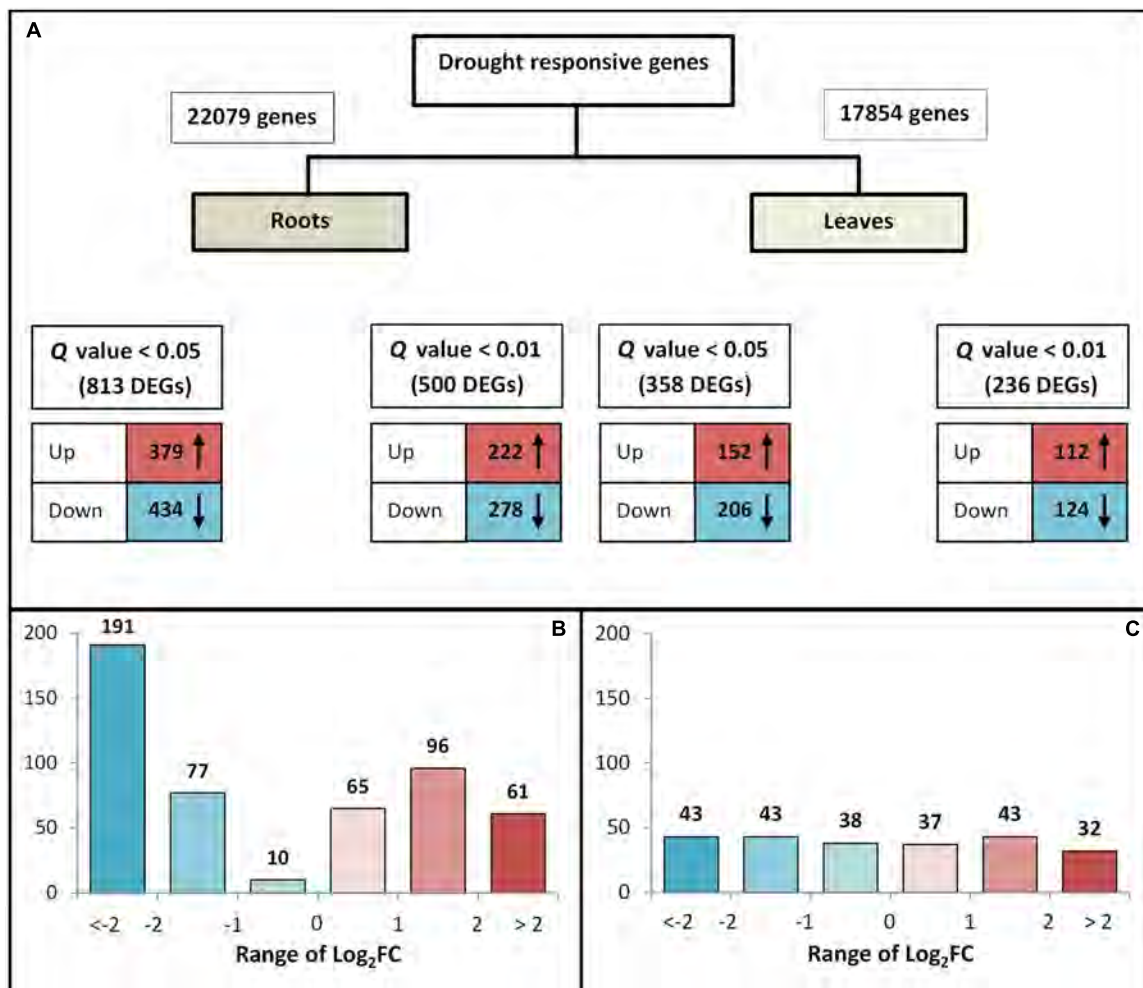 A
Drought responsive genes
22079 genes
17854 genes
Roots
Leaves
Q value < 0.05
(813 DEGs)
Up 379 ↑
Down 434 ↓
Q value < 0.01
(500 DEGs)
Up 222 ↑
Down 278 ↓
Q value < 0.05
(358 DEGs)
Up 152 ↑
Down 206 ↓
Q value < 0.01
(236 DEGs)
Up 112 ↑
Down 124 ↓
B
200
150
100
50
0
191
77
10
65
96
61
<-2 -2 -1 0 1 2 >2
Range of Log₂FC
C
200
150
100
50
0
43
43
38
37
43
32
<-2 -2 -1 0 1 2 >2
Range of Log₂FC